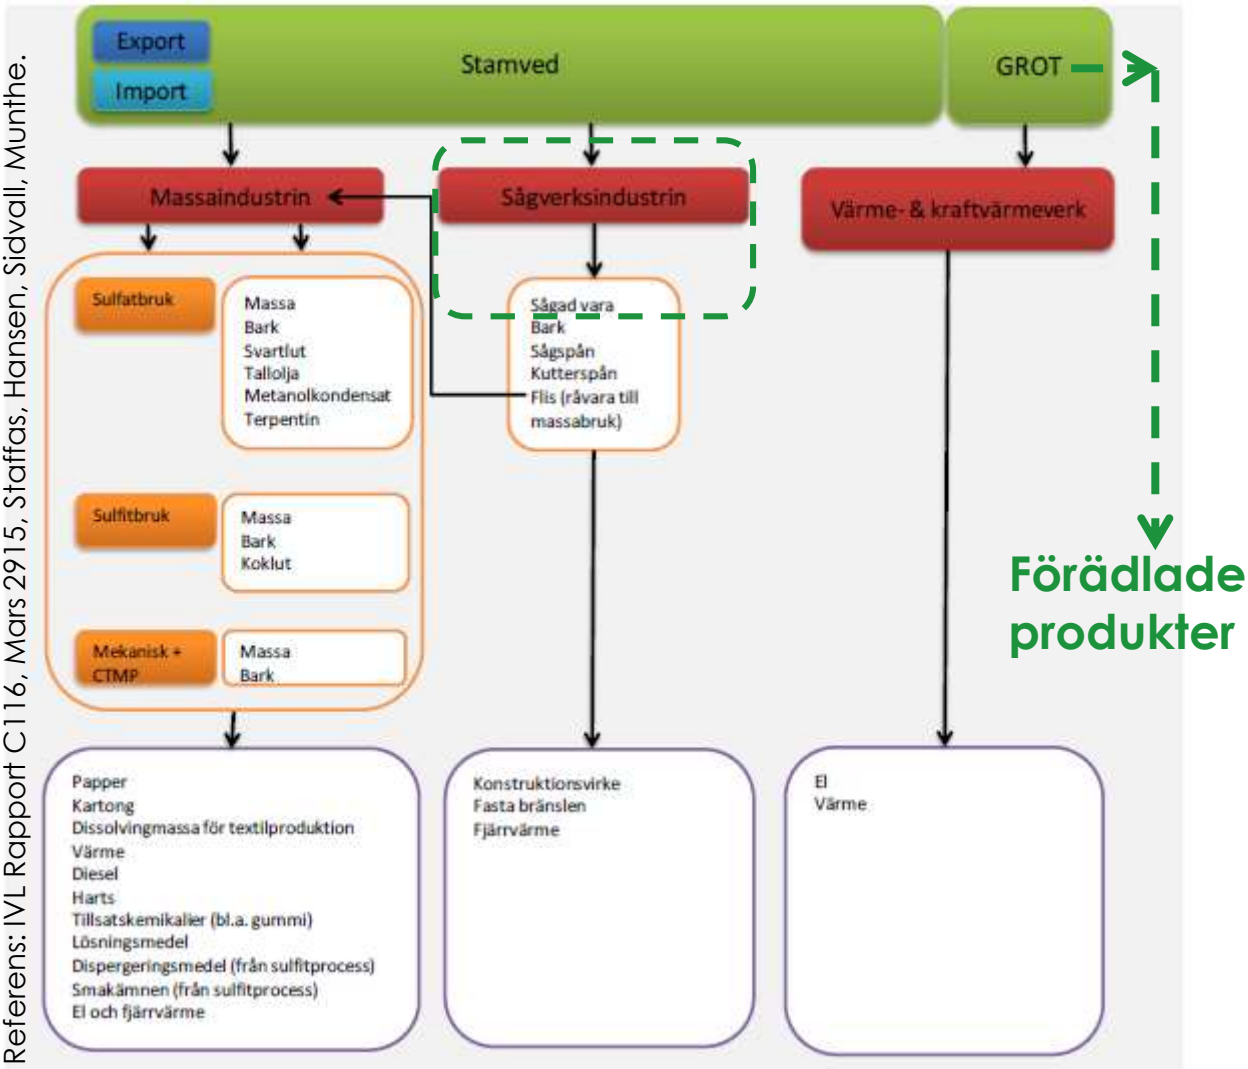 Referens: IVL Rapport C116, Mars 2915, Staffas, Hansen, Sidvall, Munthe.
Export
Import
Stamved
GROT
Massaindustrin
Sågverksindustrin
Värme- & kraftvärmeverk
Sulfatbruk
Massa
Bark
Svartlut
Tallolja
Metanolkondensat
Terpentin
Sågad vara
Bark
Sågspån
Kutterspån
Flis (råvara till
massabruk)
Sulfitbruk
Massa
Bark
Koklut
Mekanisk +
CTMP
Massa
Bark
Förädlade
produkter
Papper
Kartong
Dissolvingmassa för textilproduktion
Värme
Diesel
Harts
Tillsatskemikalier (bl.a. gummi)
Lösningsmedel
Dispergeringsmedel (från sulfitprocess)
Smakämnen (från sulfitprocess)
El och fjärrvärme
Konstruktionsvirke
Fasta bränslen
Fjärrvärme
El
Värme